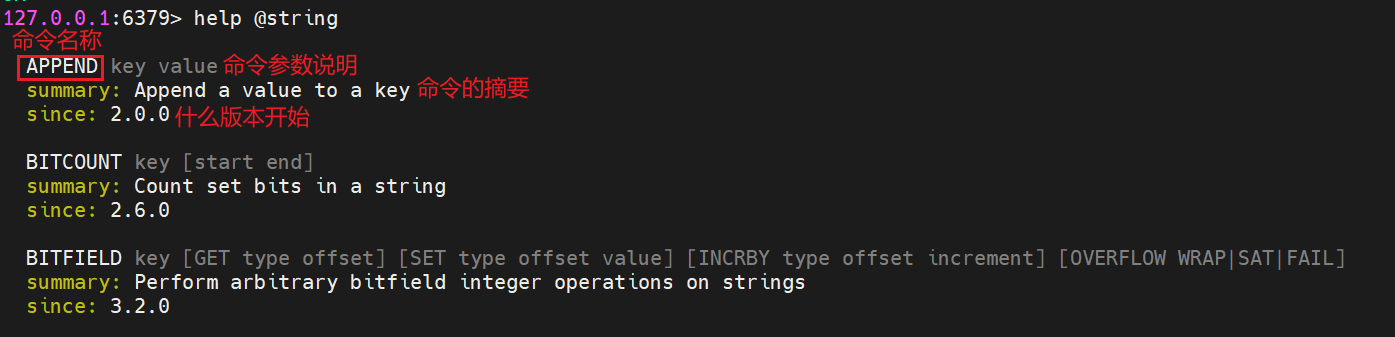 127.0.0.1:6379> help @string
命令名称
APPEND key value 命令参数说明
summary: Append a value to a key 命令的摘要
since: 2.0.0 什么版本开始
BITCOUNT key [start end]
summary: Count set bits in a string
since: 2.6.0
BITFIELD key [GET type offset] [SET type offset value] [INCRBY type offset increment] [OVERFLOW WRAP|SAT|FAIL]
summary: Perform arbitrary bitfield integer operations on strings
since: 3.2.0